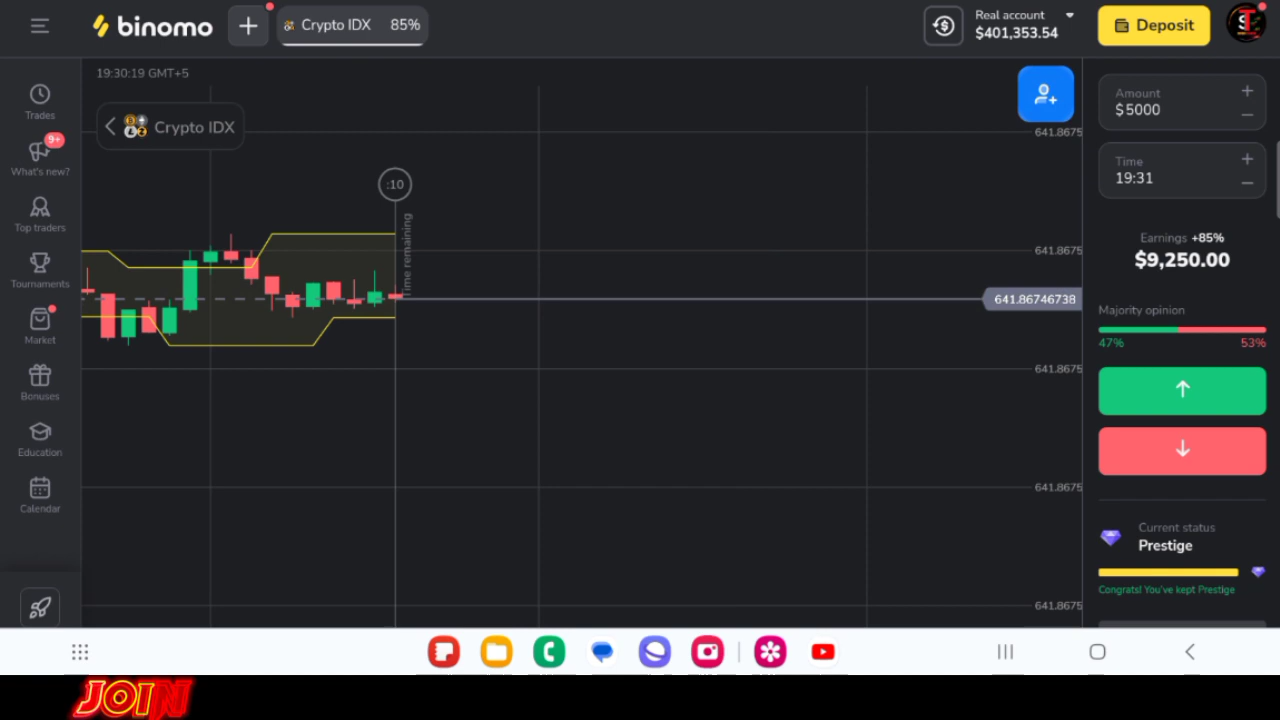 binomo
Crypto IDX 85%
Real account
$401,353.54
Deposit
19:30:19 GMT+5
Trades
9+
What's new?
Top traders
Tournaments
Market
Bonuses
Education
Calendar
Crypto IDX
:10
Time remaining
641.8675
641.8675
641.86746738
641.8675
641.8675
641.8675
Amount
$5000
Time
19:31
Earnings +85%
$9,250.00
Majority opinion
47% 53%
Current status
Prestige
Congrats! You've kept Prestige
JOIN